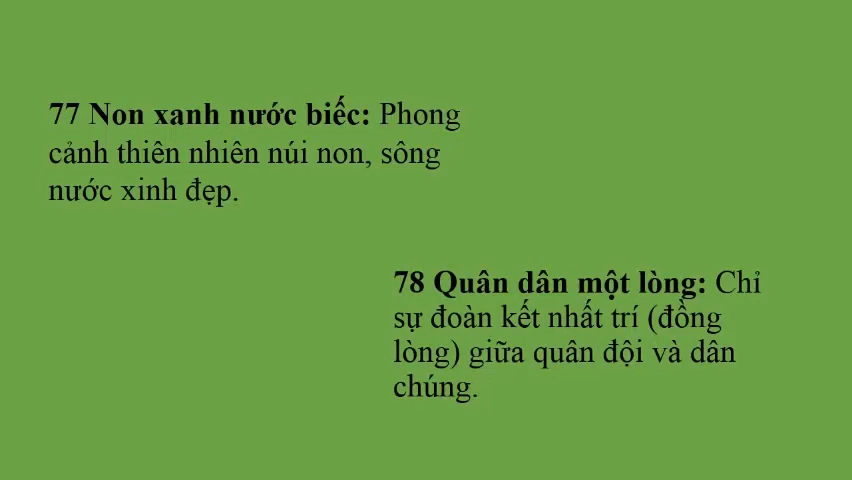 77 Non xanh nước biếc: Phong
cảnh thiên nhiên núi non, sông
nước xinh đẹp.
78 Quân dân một lòng: Chỉ
sự đoàn kết nhất trí (đồng
lòng) giữa quân đội và dân
chúng.